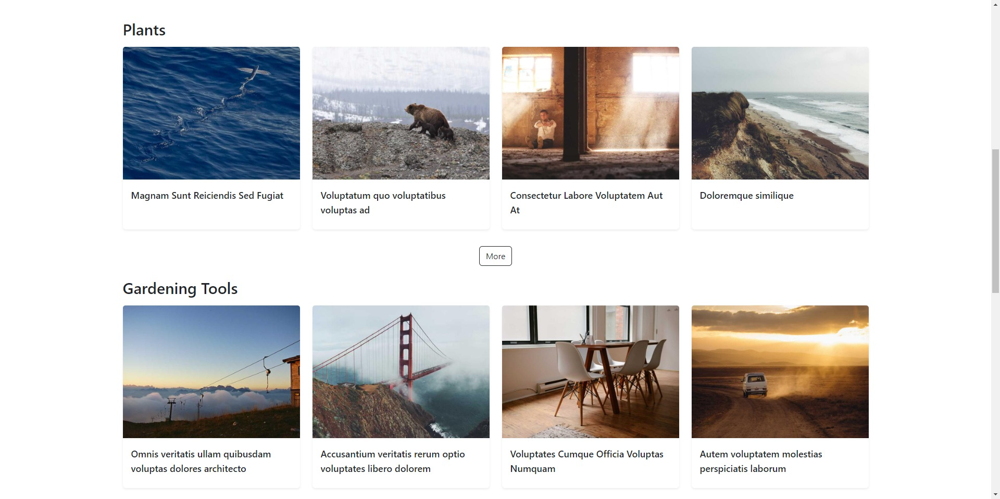 Plants
Magnam Sunt Reiciendis Sed Fugiat
Voluptatum quo voluptatibus
voluptas ad
Consectetur Labore Voluptatem Aut
At
Doloremque similique
More
Gardening Tools
Omnis veritatis ullam quibusdam
voluptas dolores architecto
Accusantium veritatis rerum optio
voluptates libero dolorem
Voluptates Cumque Officia Voluptas
Numquam
Autem voluptatem molestias
perspiciatis laborum